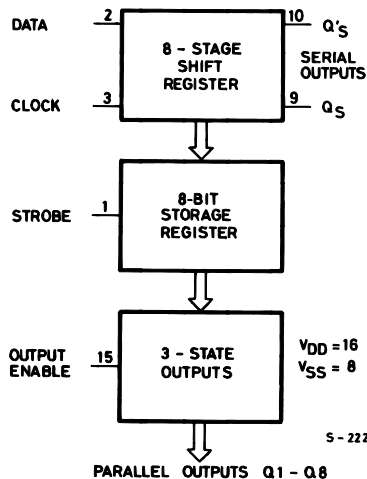 DATA
2
8 - STAGE
SHIFT
REGISTER
10
Q'S
SERIAL
OUTPUTS
CLOCK
3
9
QS
STROBE
1
8-BIT
STORAGE
REGISTER
OUTPUT
ENABLE
15
3 - STATE
OUTPUTS
VDD = 16
VSS = 8
S - 222
PARALLEL OUTPUTS Q1 - Q8